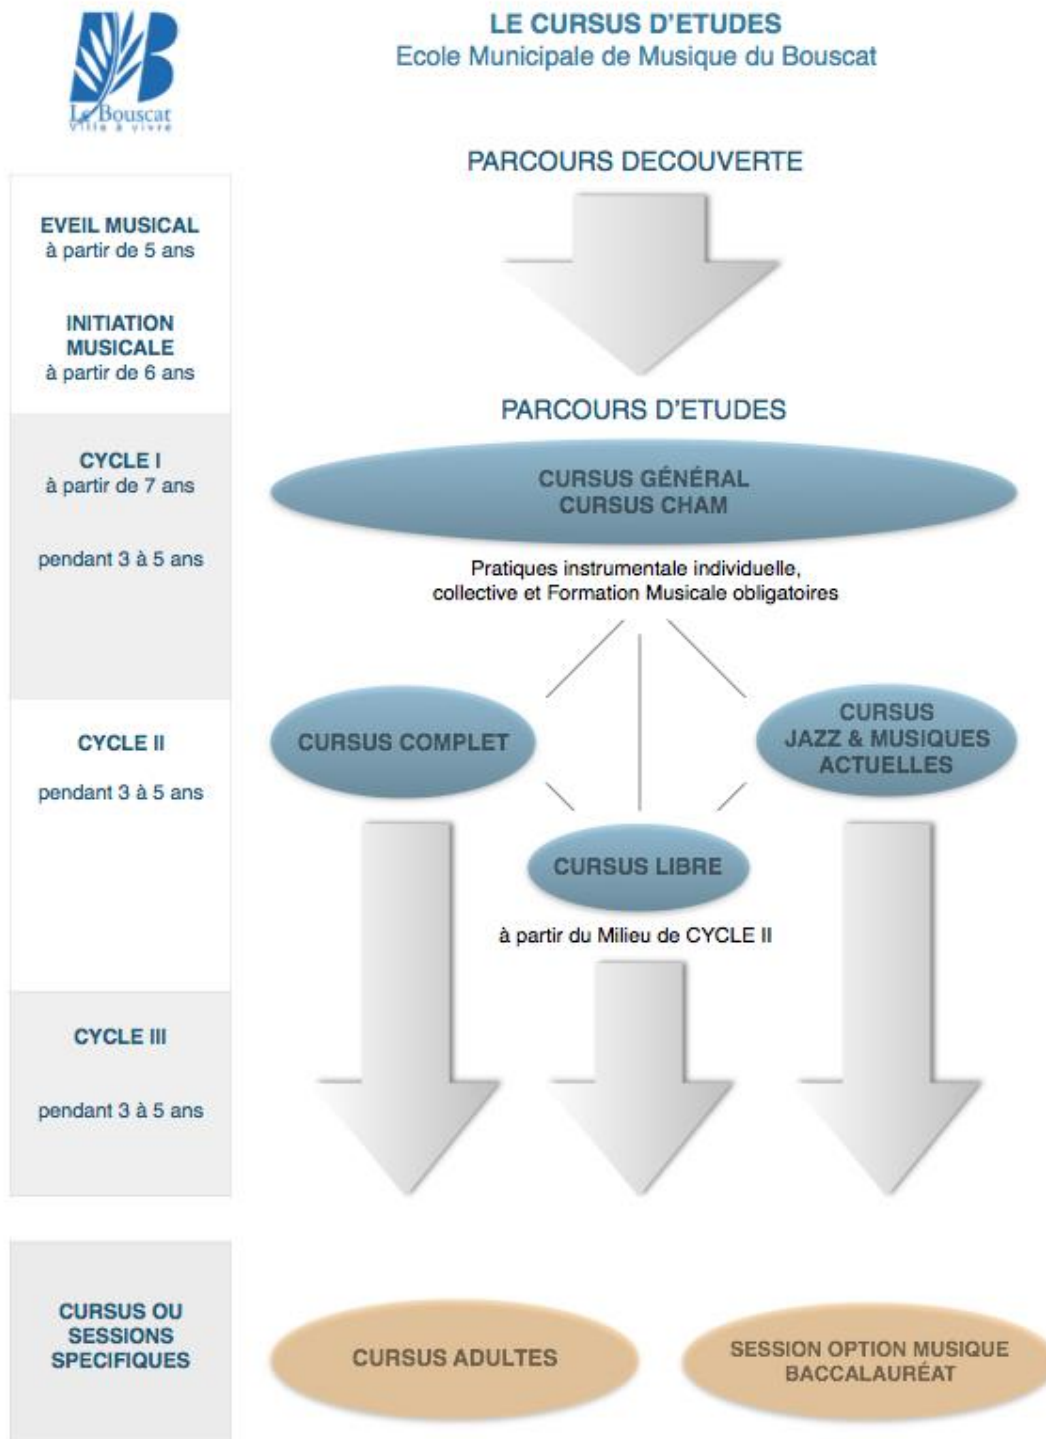 LE CURSUS D'ETUDES
Ecole Municipale de Musique du Bouscat
Le Bouscat
Ville à vivre
PARCOURS DECOUVERTE
EVEIL MUSICAL
à partir de 5 ans
INITIATION
MUSICALE
à partir de 6 ans
PARCOURS D'ETUDES
CYCLE I
à partir de 7 ans
pendant 3 à 5 ans
CURSUS GÉNÉRAL
CURSUS CHAM
Pratiques instrumentale individuelle,
collective et Formation Musicale obligatoires
CYCLE II
pendant 3 à 5 ans
CURSUS COMPLET
CURSUS
JAZZ & MUSIQUES
ACTUELLES
CURSUS LIBRE
à partir du Milieu de CYCLE II
CYCLE III
pendant 3 à 5 ans
CURSUS OU
SESSIONS
SPECIFIQUES
CURSUS ADULTES
SESSION OPTION MUSIQUE
BACCALAURÉAT